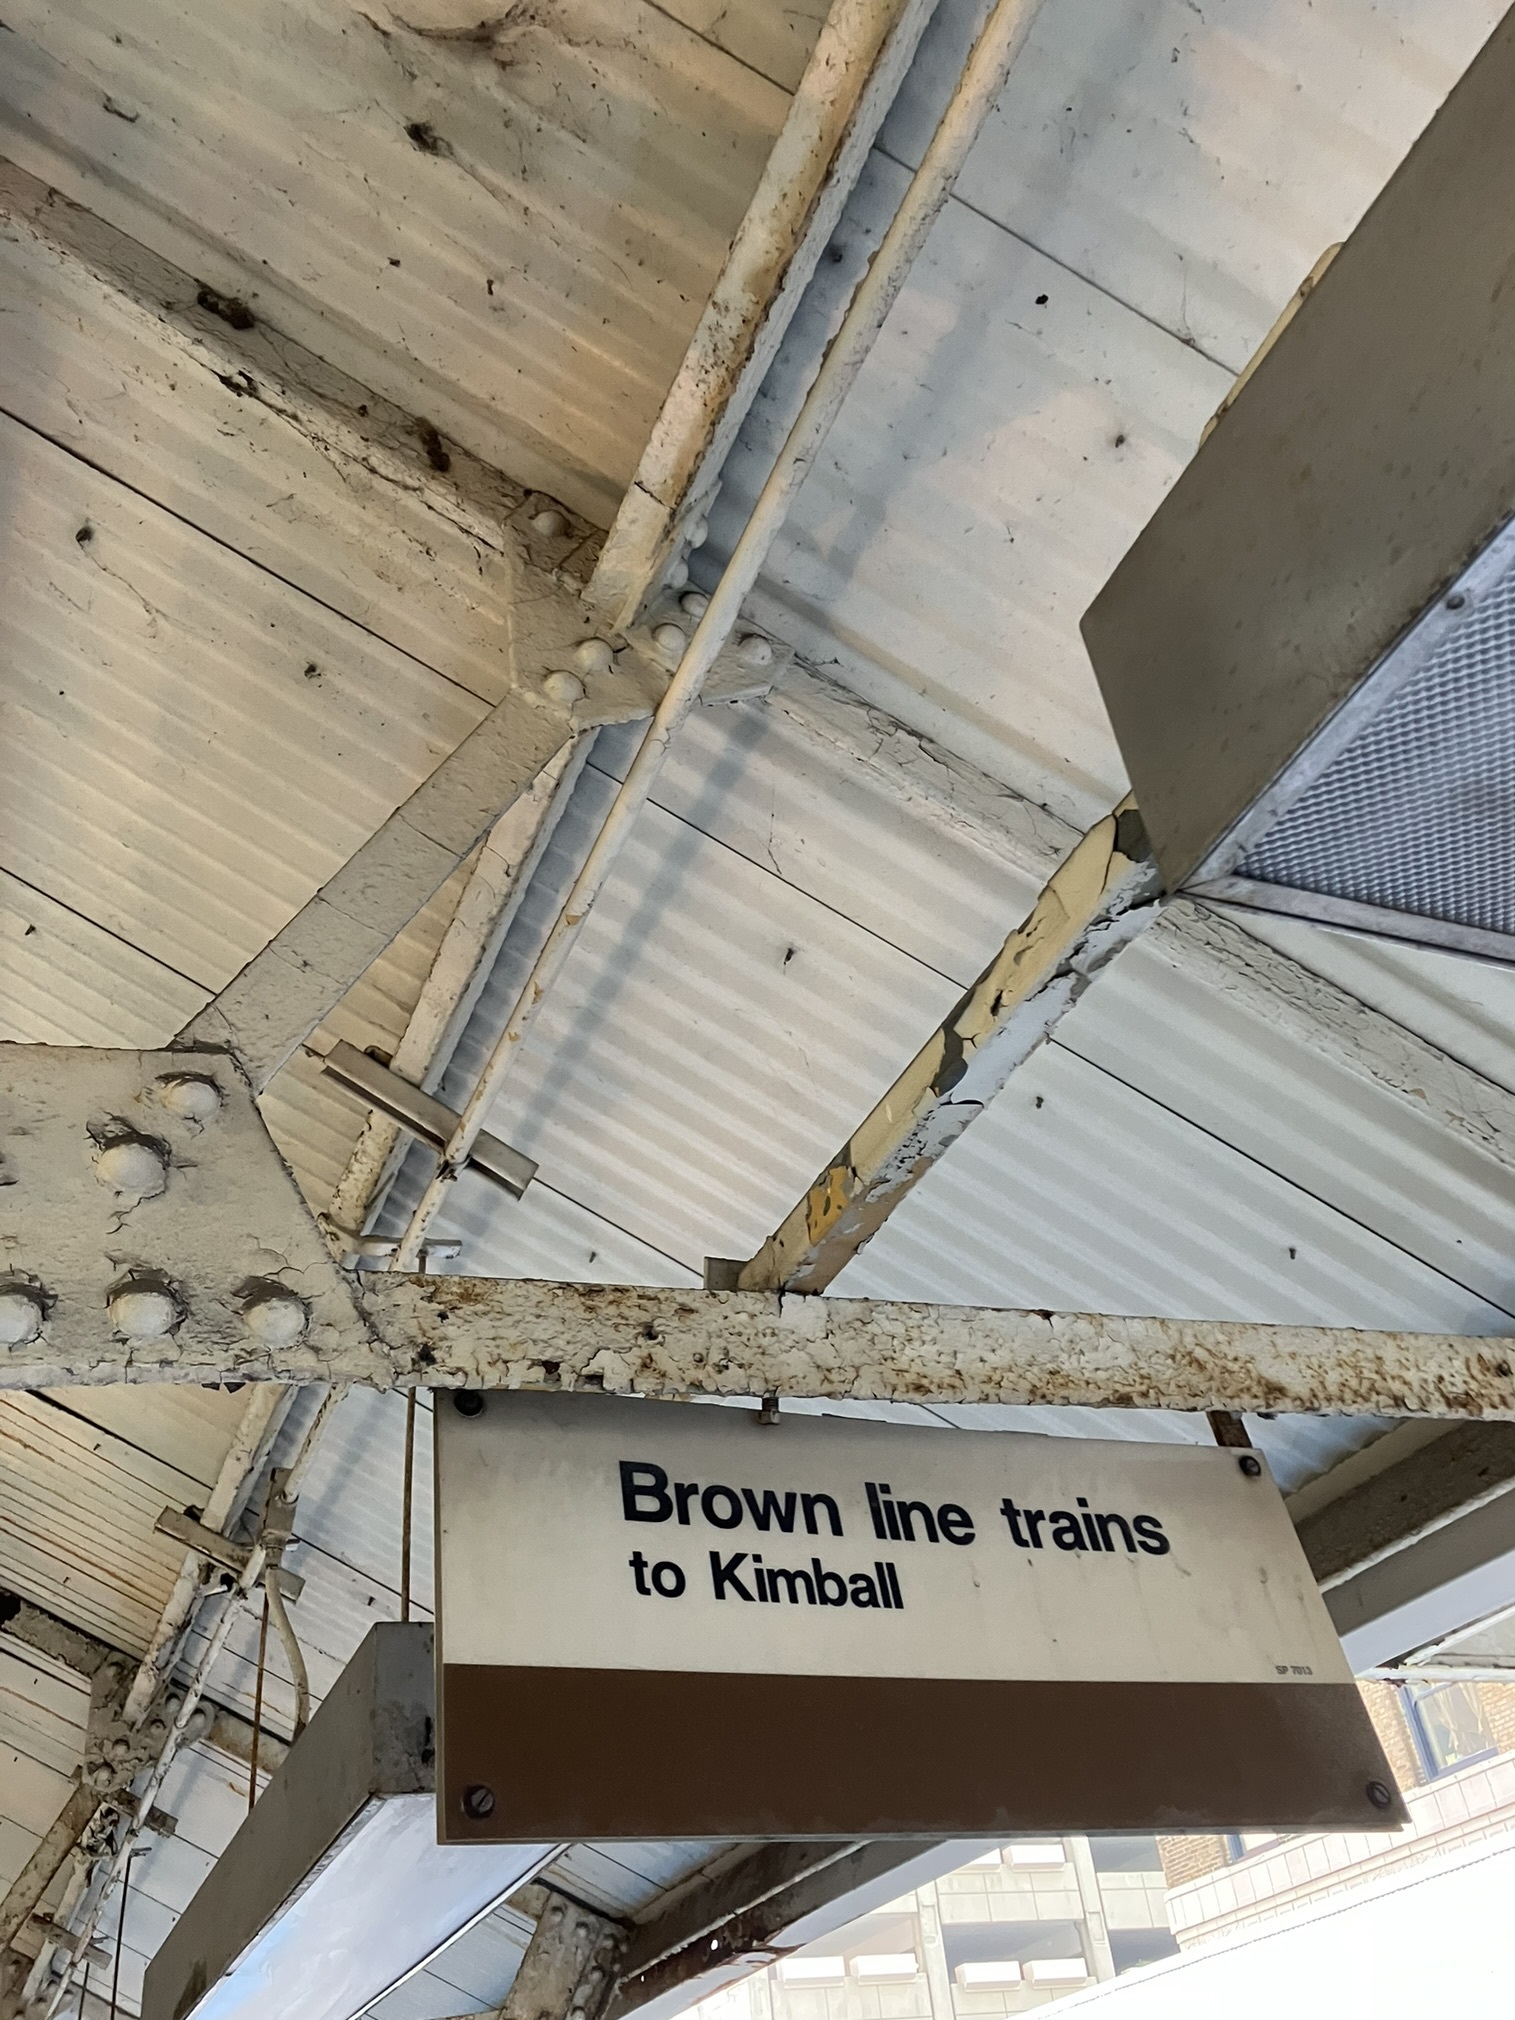 Brown line trains
to Kimball
SP 7013